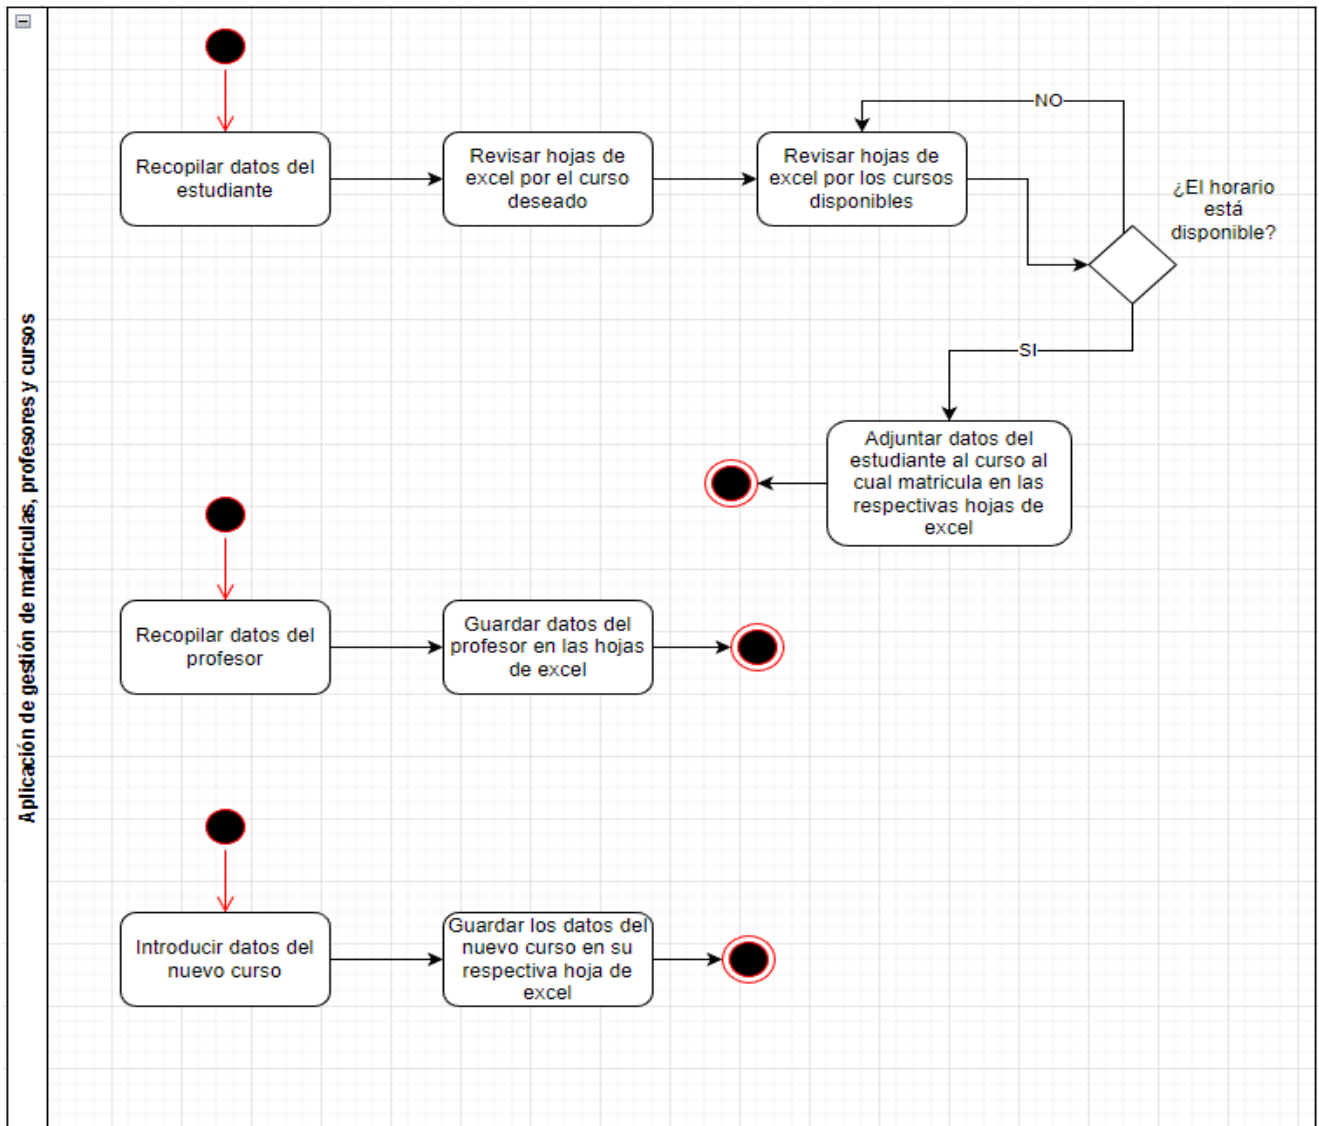 Aplicación de gestión de matriculas, profesores y cursos
Recopilar datos del
estudiante
Revisar hojas de
excel por el curso
deseado
Revisar hojas de
excel por los cursos
disponibles
NO
¿El horario
está
disponible?
SI
Adjuntar datos del
estudiante al curso al
cual matricula en las
respectivas hojas de
excel
Recopilar datos del
profesor
Guardar datos del
profesor en las hojas
de excel
Introducir datos del
nuevo curso
Guardar los datos del
nuevo curso en su
respectiva hoja de
excel